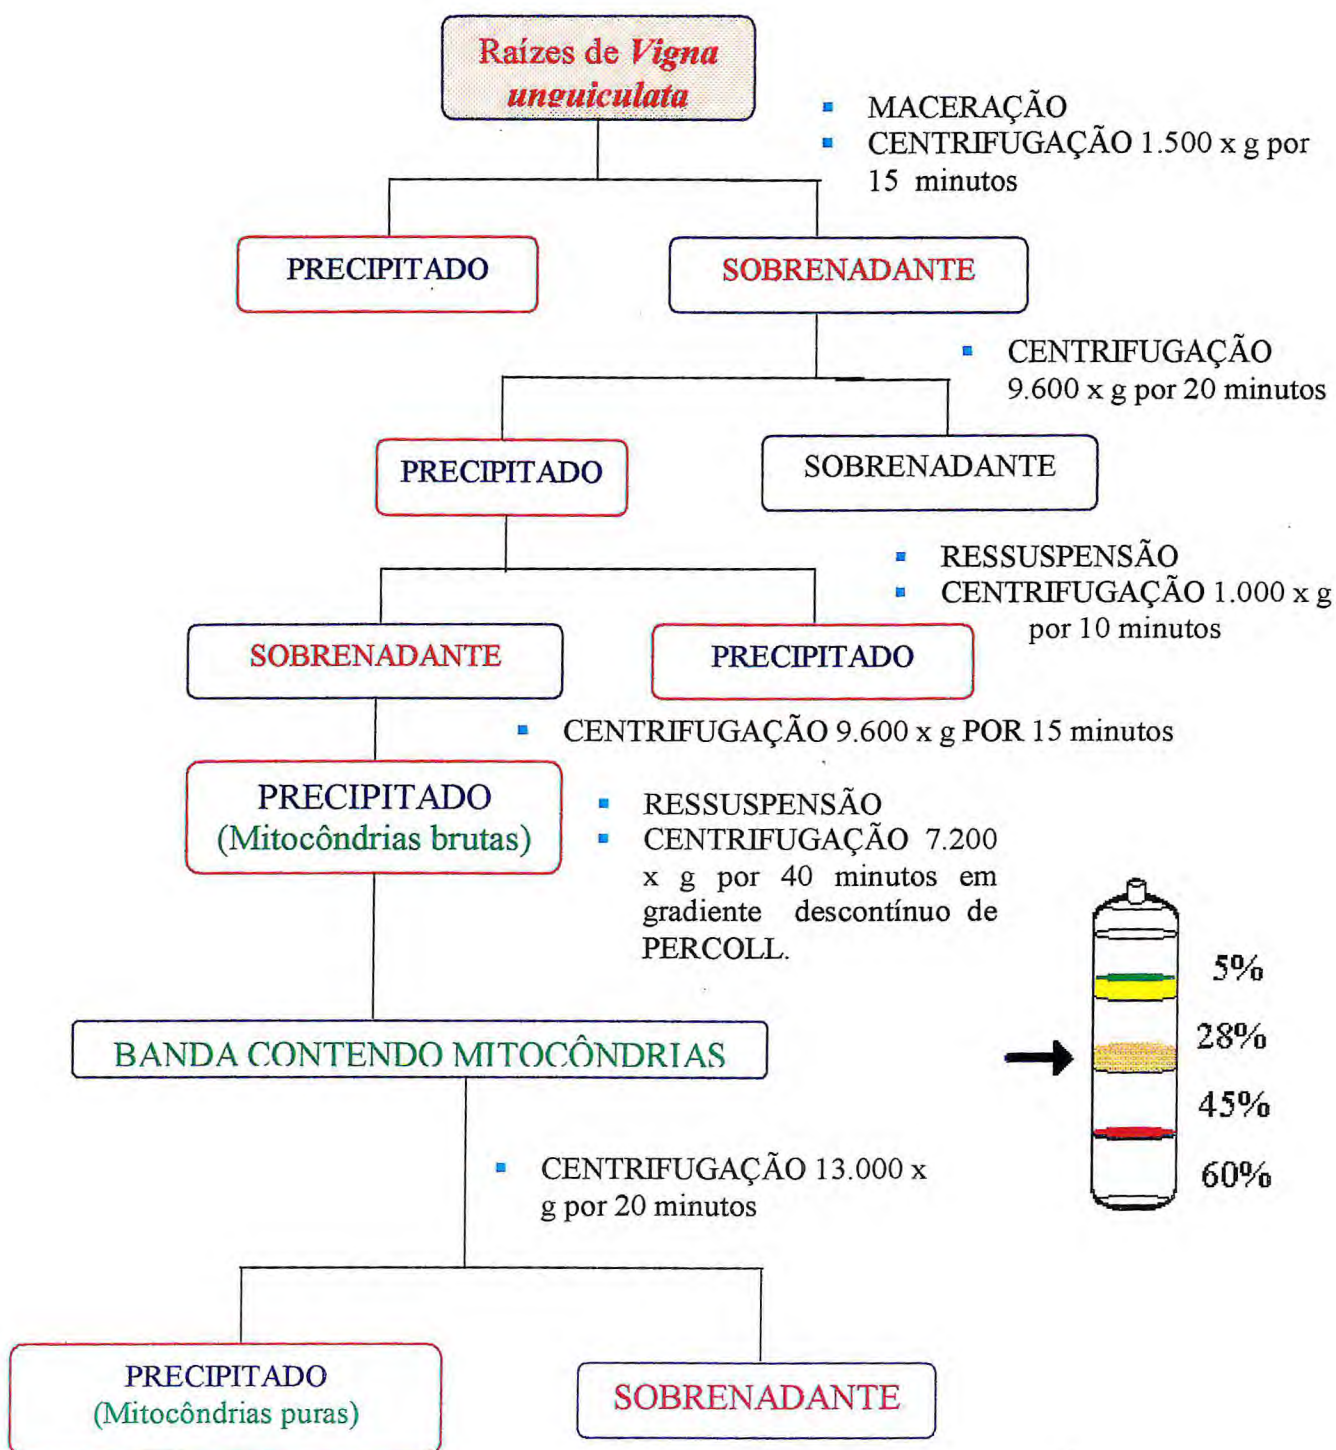 Raízes de Vigna
unguiculata
MACERAÇÃO
CENTRIFUGAÇÃO 1.500 x g por
15 minutos
PRECIPITADO
SOBRENADANTE
CENTRIFUGAÇÃO
9.600 x g por 20 minutos
PRECIPITADO
SOBRENADANTE
RESSUSPENSÃO
CENTRIFUGAÇÃO 1.000 x g
por 10 minutos
SOBRENADANTE
PRECIPITADO
CENTRIFUGAÇÃO 9.600 x g POR 15 minutos
PRECIPITADO
(Mitocôndrias brutas)
RESSUSPENSÃO
CENTRIFUGAÇÃO 7.200
x g por 40 minutos em
gradiente descontínuo de
PERCOLL.
5%
28%
45%
60%
BANDA CONTENDO MITOCÔNDRIAS
CENTRIFUGAÇÃO 13.000 x
g por 20 minutos
PRECIPITADO
(Mitocôndrias puras)
SOBRENADANTE